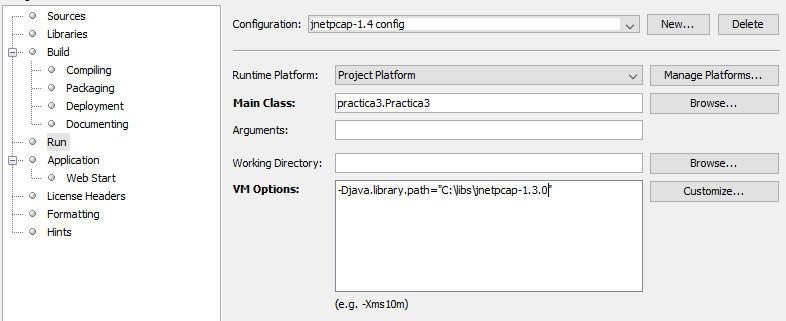 Sources
Libraries
Build
Compiling
Packaging
Deployment
Documenting
Run
Application
Web Start
License Headers
Formatting
Hints
Configuration: jnetpcap-1.4 config New... Delete
Runtime Platform: Project Platform Manage Platforms...
Main Class: practica3.Practica3 Browse...
Arguments:
Working Directory: Browse...
VM Options: -Djava.library.path="C:\libs\jnetpcap-1.3.0" Customize...
(e.g. -Xms10m)